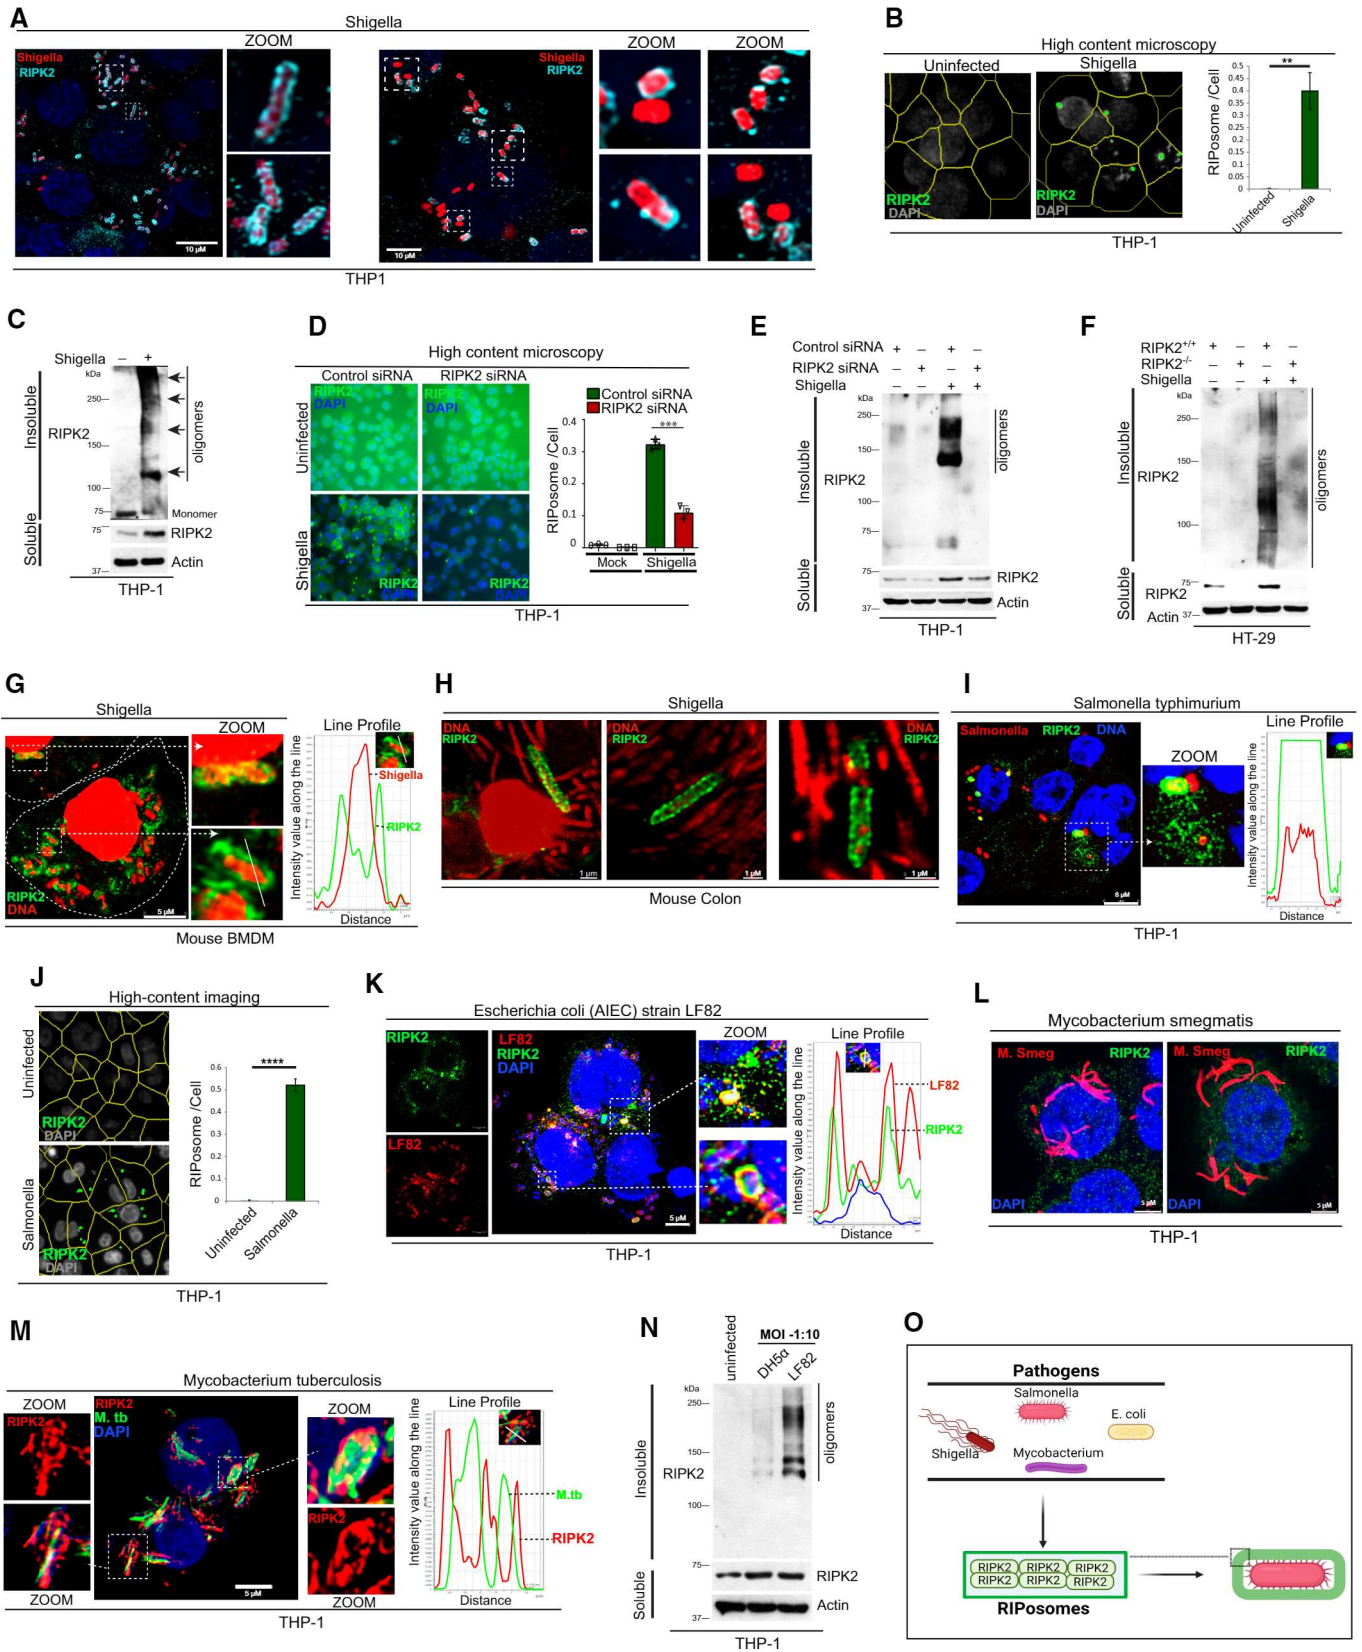 A
Shigella
ZOOM
ZOOM
ZOOM
Shigella
RIPK2
10 µM
Shigella
RIPK2
10 µM
THP1
B
High content microscopy
Uninfected
Shigella
RIPK2
DAPI
RIPK2
DAPI
RIPosome /Cell
0.5
0.45
0.4
0.35
0.3
0.25
0.2
0.15
0.1
0.05
0
**
Uninfected
Shigella
THP-1
C
Shigella – +
kDa
250
150
100
75
75
37
Insoluble
Soluble
RIPK2
oligomers
Monomer
RIPK2
Actin
THP-1
D
High content microscopy
Control siRNA
RIPK2 siRNA
Uninfected
Shigella
RIPK2
DAPI
RIPK2
DAPI
RIPK2
DAPI
RIPK2
DAPI
Control siRNA
RIPK2 siRNA
RIPosome /Cell
0.4
0.3
0.2
0.1
0
***
Mock
Shigella
THP-1
E
Control siRNA + – + –
RIPK2 siRNA – + – +
Shigella – – + +
kDa
250
150
100
75
37
Insoluble
Soluble
RIPK2
oligomers
RIPK2
Actin
THP-1
F
RIPK2+/+ + – + –
RIPK2-/- – + – +
Shigella – – + +
kDa
250
150
100
75
37
Insoluble
Soluble
RIPK2
oligomers
RIPK2
Actin
HT-29
G
Shigella
ZOOM
RIPK2
DNA
5 µM
Line Profile
Intensity value along the line
Shigella
RIPK2
Distance
Mouse BMDM
H
Shigella
DNA
RIPK2
1 µm
DNA
RIPK2
1 µM
DNA
RIPK2
1 µM
Mouse Colon
I
Salmonella typhimurium
Salmonella RIPK2 DNA
8 µM
ZOOM
Line Profile
Intensity value along the line
Distance
THP-1
J
High-content imaging
Uninfected
Salmonella
RIPK2
DAPI
RIPK2
DAPI
RIPosome /Cell
0.6
0.5
0.4
0.3
0.2
0.1
0
****
Uninfected
Salmonella
THP-1
K
Escherichia coli (AIEC) strain LF82
RIPK2
LF82
LF82
RIPK2
DAPI
5 µM
ZOOM
Line Profile
Intensity value along the line
LF82
RIPK2
Distance
THP-1
L
Mycobacterium smegmatis
M. Smeg RIPK2
DAPI
5 µM
M. Smeg RIPK2
DAPI
5 µM
THP-1
M
Mycobacterium tuberculosis
ZOOM
RIPK2
ZOOM
RIPK2
M. tb
DAPI
5 µM
ZOOM
RIPK2
ZOOM
Line Profile
Intensity value along the line
M.tb
RIPK2
Distance
THP-1
N
MOI -1:10
uninfected
DH5α
LF82
kDa
250
150
100
75
37
Insoluble
Soluble
RIPK2
oligomers
RIPK2
Actin
THP-1
O
Pathogens
Salmonella
E. coli
Shigella
Mycobacterium
RIPK2 RIPK2 RIPK2
RIPK2 RIPK2 RIPK2
RIPosomes